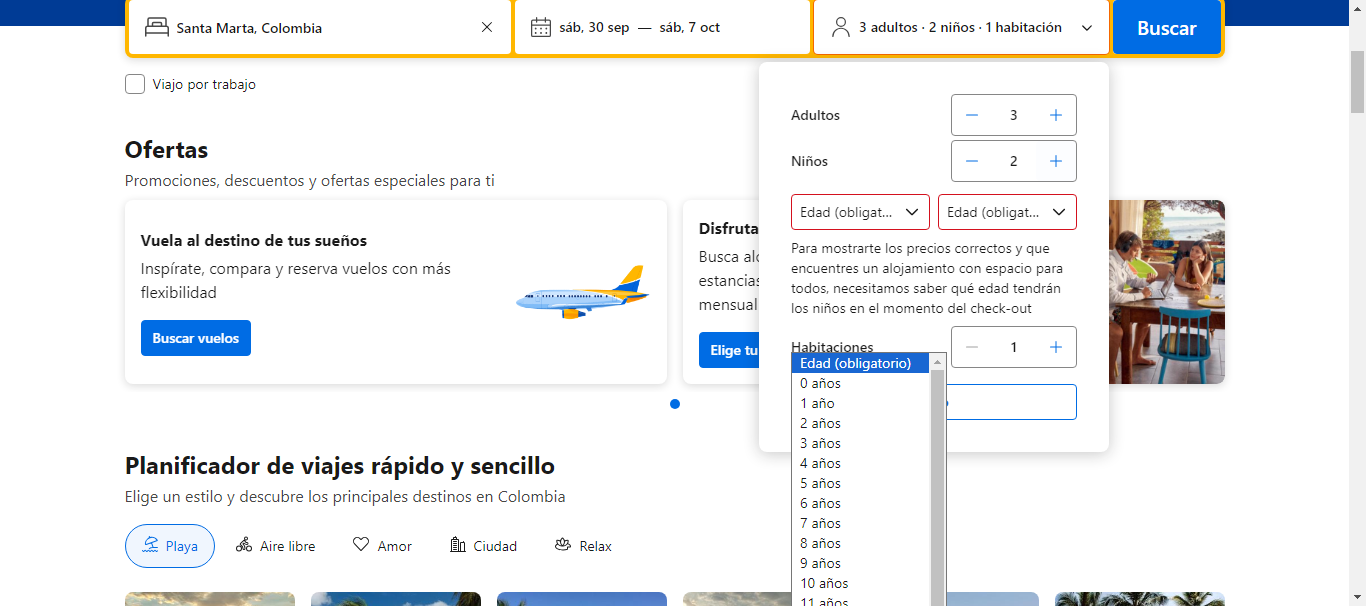 Santa Marta, Colombia
sáb, 30 sep — sáb, 7 oct
3 adultos · 2 niños · 1 habitación
Buscar
Viajo por trabajo
Adultos
3
Niños
2
Edad (obligat...
Edad (obligat...
Para mostrarte los precios correctos y que
encuentres un alojamiento con espacio para
todos, necesitamos saber qué edad tendrán
los niños en el momento del check-out
Habitaciones
1
Edad (obligatorio)
0 años
1 año
2 años
3 años
4 años
5 años
6 años
7 años
8 años
9 años
10 años
11 años
Ofertas
Promociones, descuentos y ofertas especiales para ti
Vuela al destino de tus sueños
Inspírate, compara y reserva vuelos con más
flexibilidad
Buscar vuelos
Disfruta
Busca
estancias
mensual
Elige tu
Planificador de viajes rápido y sencillo
Elige un estilo y descubre los principales destinos en Colombia
Playa
Aire libre
Amor
Ciudad
Relax